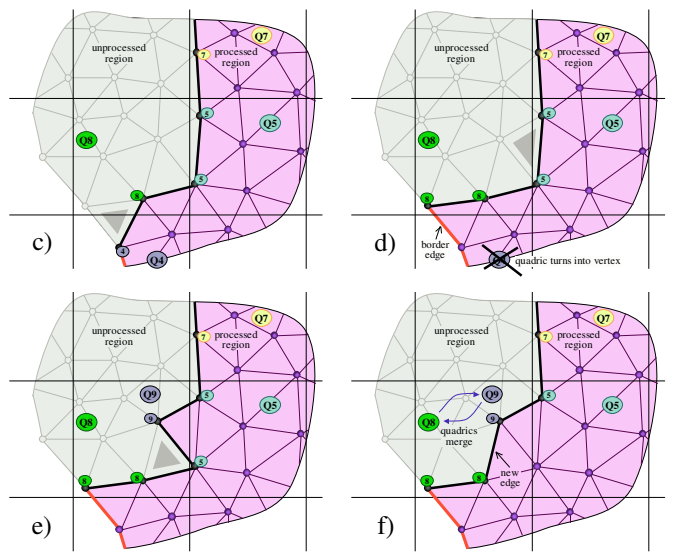 Q7
unprocessed
region
processed
region
7
5
Q5
Q8
5
8
4
Q4
c)
Q7
unprocessed
region
processed
region
7
5
Q5
Q8
5
8
8
border
edge
quadric turns into vertex
d)
Q7
unprocessed
region
processed
region
7
Q9
5
Q5
9
Q8
5
8
8
e)
Q7
unprocessed
region
processed
region
7
Q9
5
Q5
9
Q8
quadrics
merge
new
edge
8
8
f)